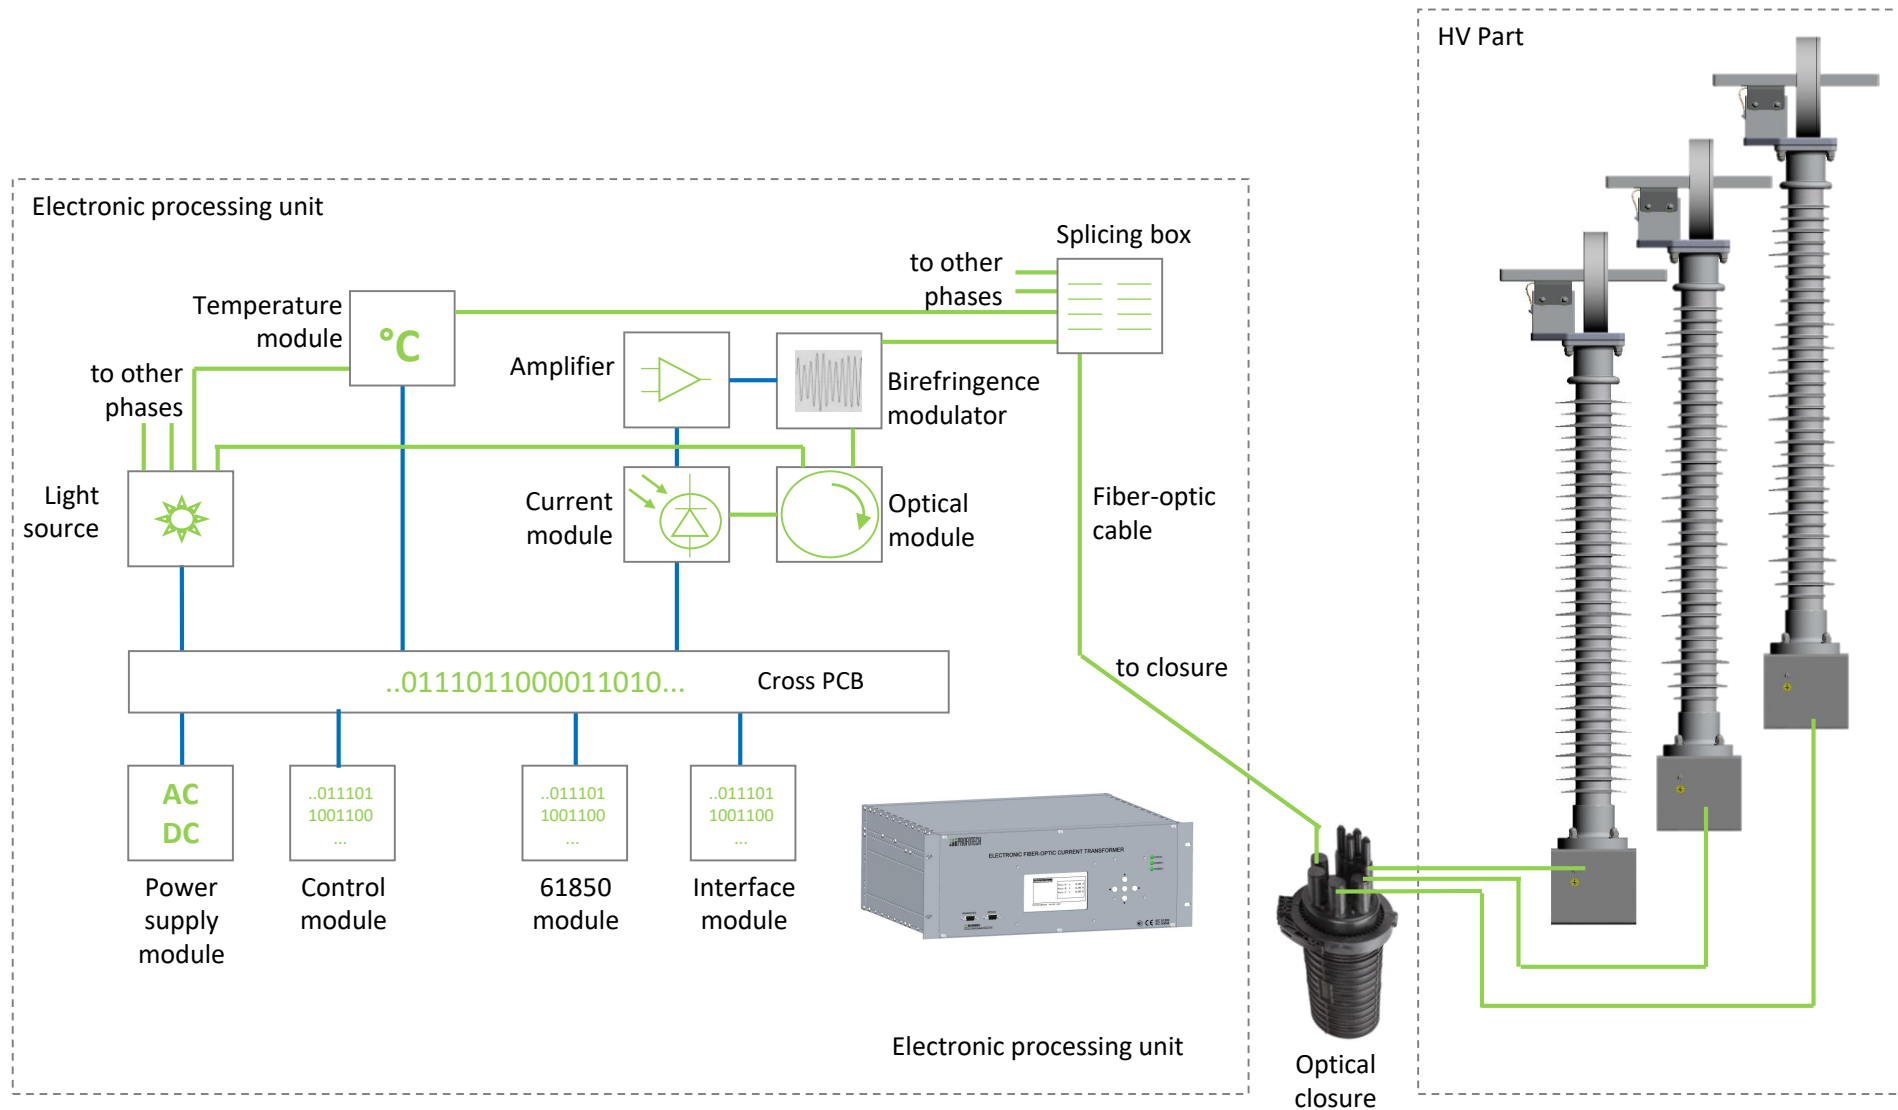 HV Part
Electronic processing unit
Splicing box
to other
phases
Temperature
module
°C
Amplifier
Birefringence
modulator
to other
phases
Light
source
Current
module
Optical
module
Fiber-optic
cable
to closure
..0111011000011010...
Cross PCB
AC
DC
..011101
1001100
...
..011101
1001100
...
..011101
1001100
...
Power
supply
module
Control
module
61850
module
Interface
module
PROFOTECH
ELECTRONIC FIBER-OPTIC CURRENT TRANSFORMER
Electronic processing unit
Optical
closure